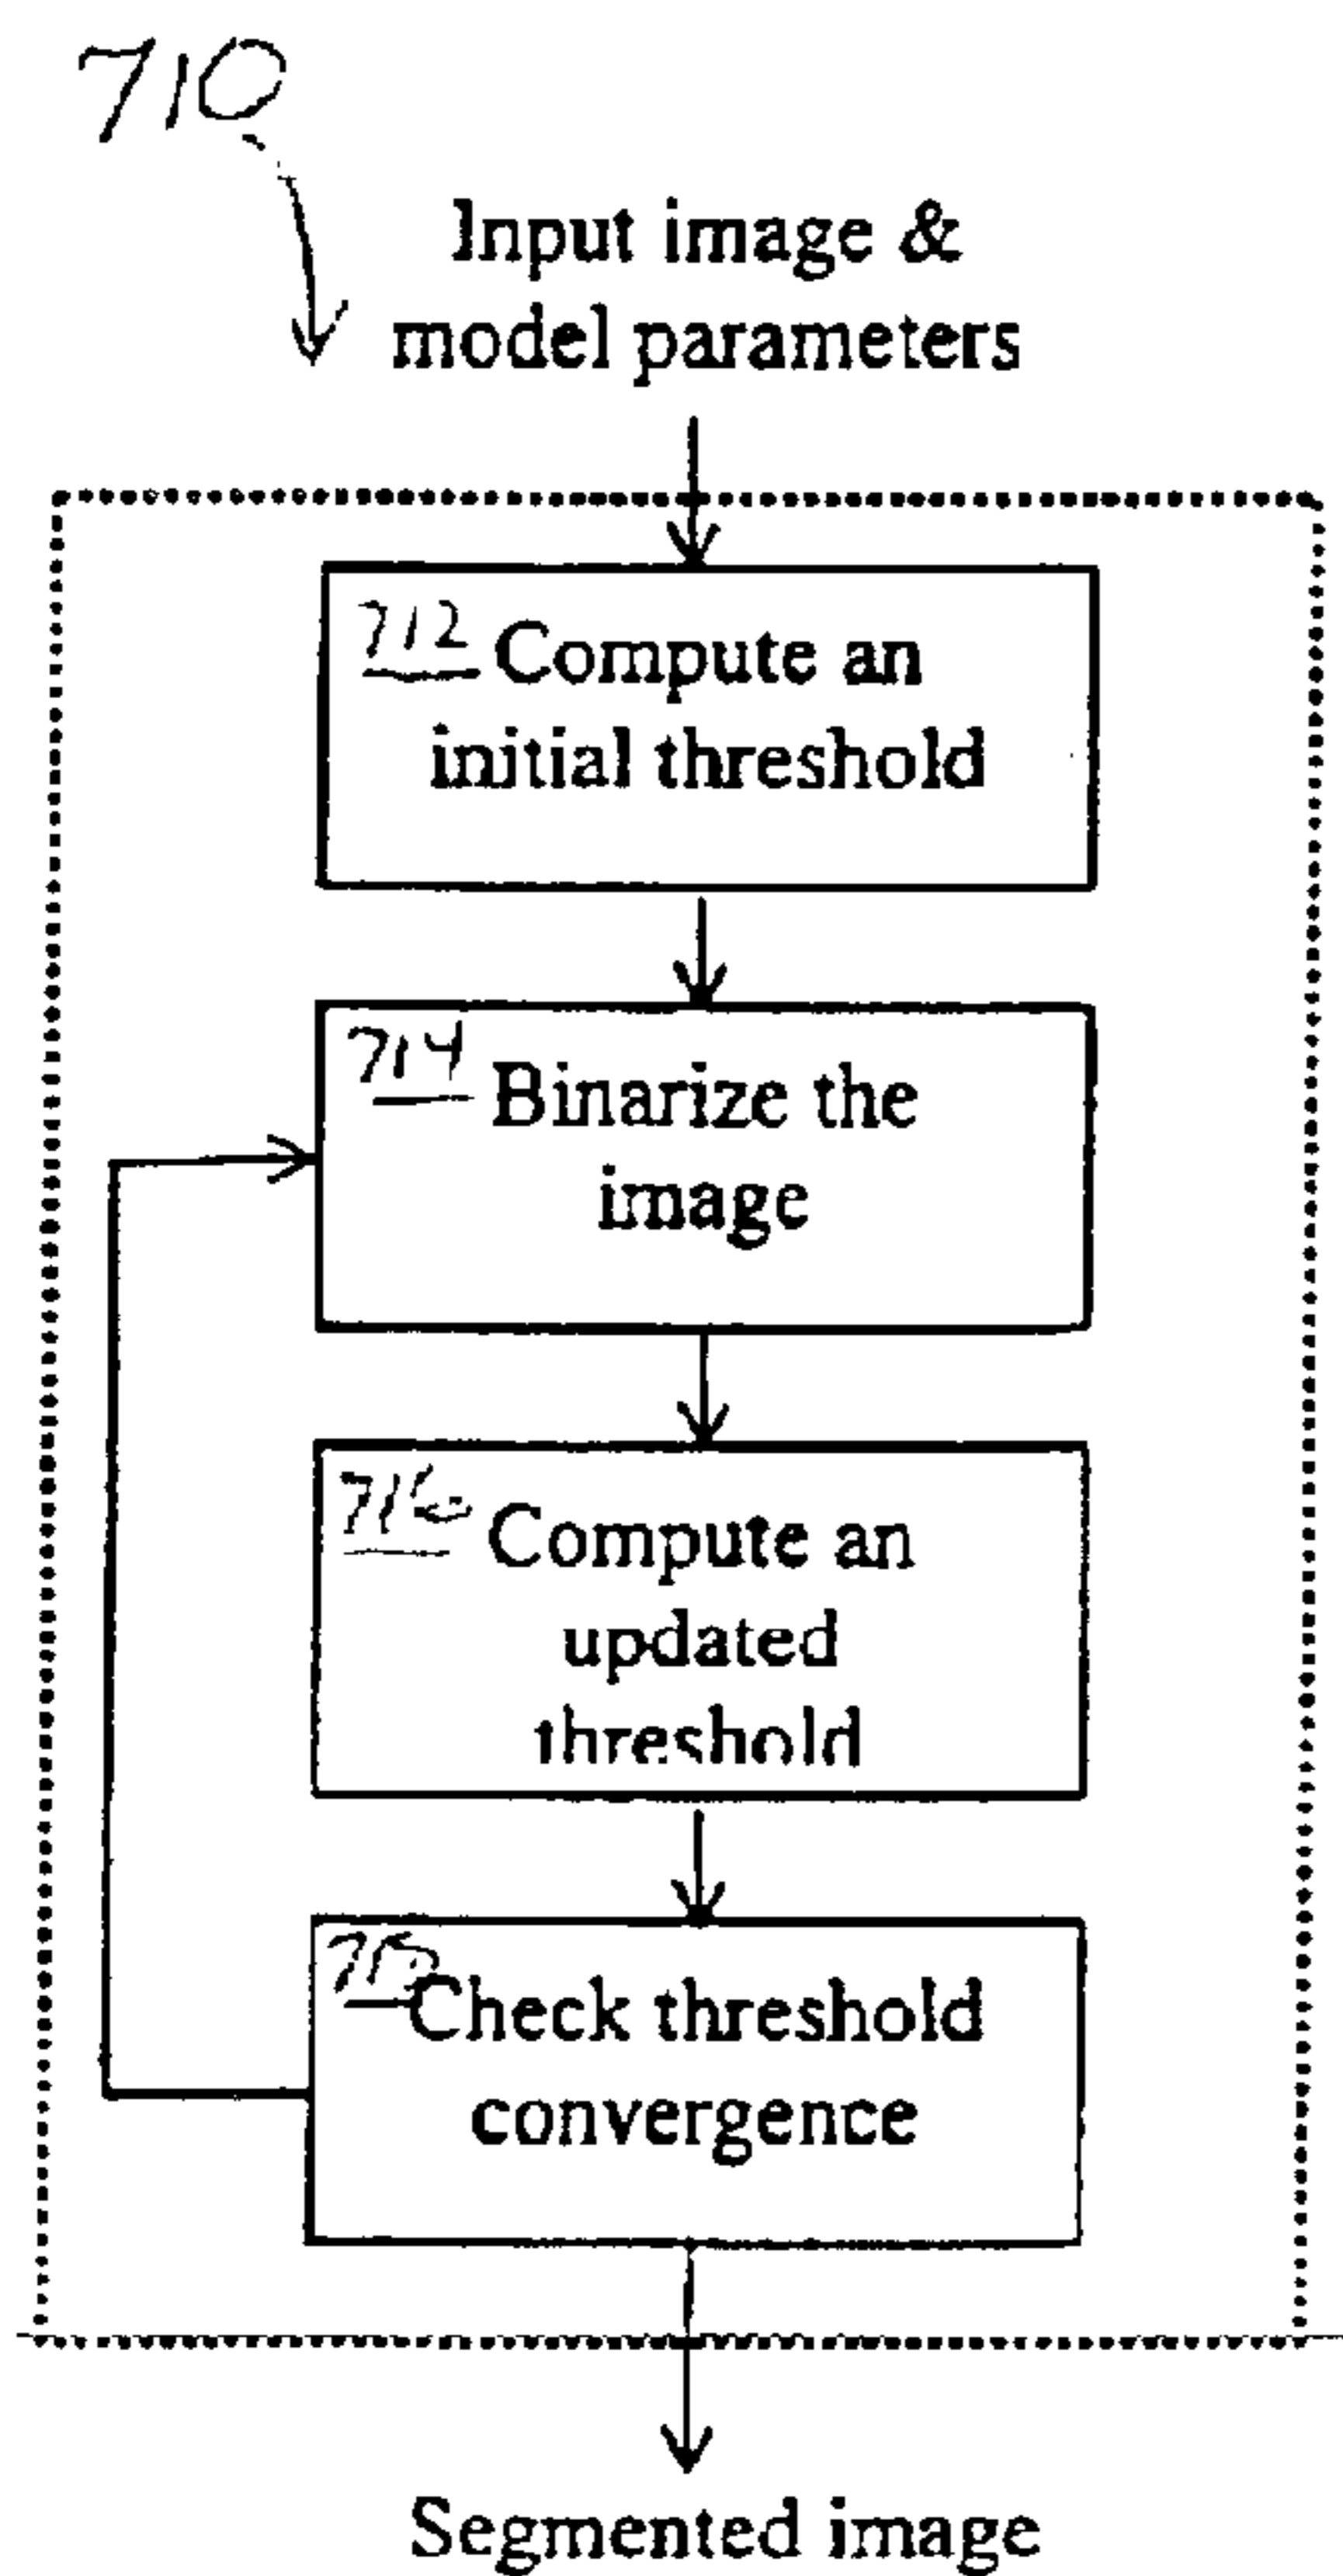 710
Input image &
model parameters
712 Compute an
initial threshold
714 Binarize the
image
716 Compute an
updated
threshold
Check threshold
convergence
Segmented image